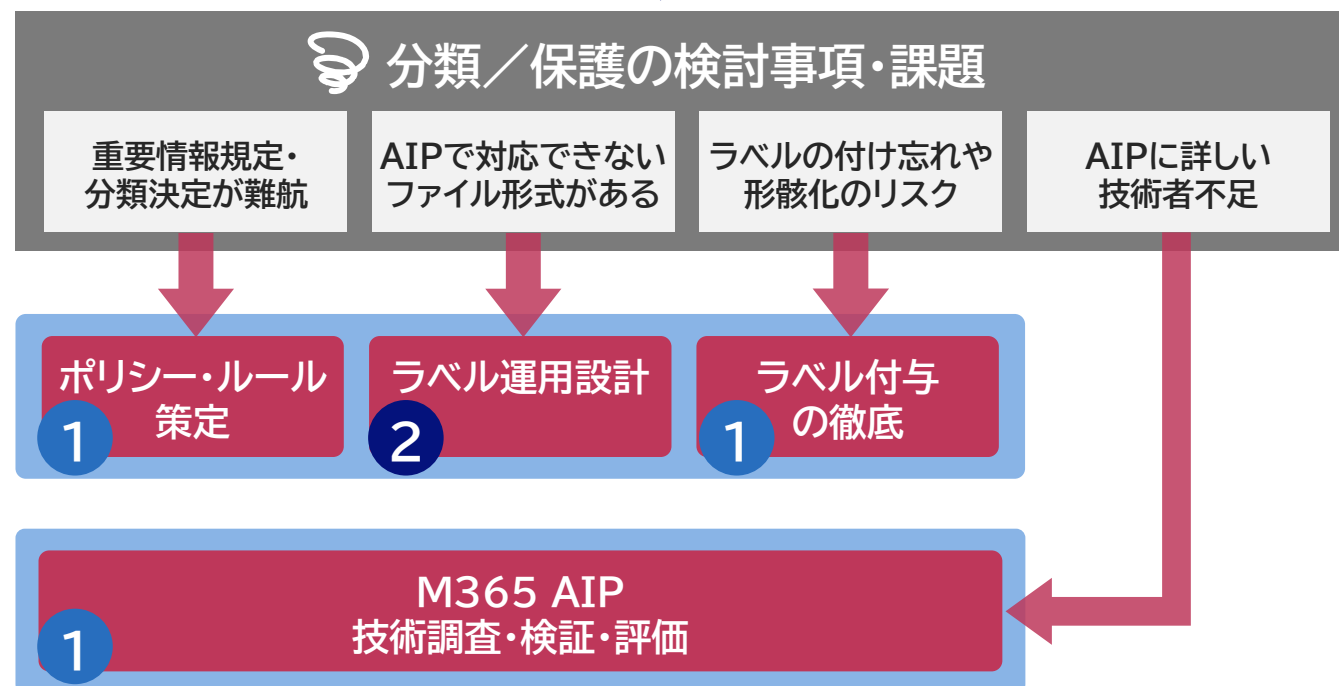 分類／保護の検討事項・課題
重要情報規定・
分類決定が難航
AIPで対応できない
ファイル形式がある
ラベルの付け忘れや
形骸化のリスク
AIPに詳しい
技術者不足
ポリシー・ルール
策定
1
ラベル運用設計
2
ラベル付与
の徹底
1
M365 AIP
技術調査・検証・評価
1